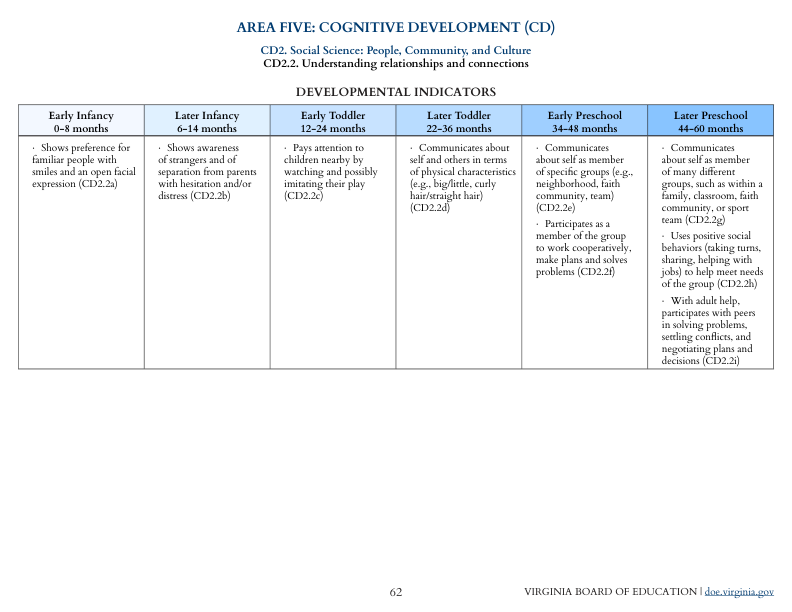 AREA FIVE: COGNITIVE DEVELOPMENT (CD)
CD2. Social Science: People, Community, and Culture
CD2.2. Understanding relationships and connections
DEVELOPMENTAL INDICATORS
Early Infancy
0–8 months
Later Infancy
6–14 months
Early Toddler
12–24 months
Later Toddler
22–36 months
Early Preschool
34–48 months
Later Preschool
44–60 months
· Shows preference for
familiar people with
smiles and an open facial
expression (CD2.2a)
· Shows awareness
of strangers and of
separation from parents
with hesitation and/or
distress (CD2.2b)
· Pays attention to
children nearby by
watching and possibly
imitating their play
(CD2.2c)
· Communicates about
self and others in terms
of physical characteristics
(e.g., big/little, curly
hair/straight hair)
(CD2.2d)
· Communicates
about self as member
of specific groups (e.g.,
neighborhood, faith
community, team)
(CD2.2e)
· Participates as a
member of the group
to work cooperatively,
make plans and solves
problems (CD2.2f)
· Communicates
about self as member
of many different
groups, such as within a
family, classroom, faith
community, or sport
team (CD2.2g)
· Uses positive social
behaviors (taking turns,
sharing, helping with
jobs) to help meet needs
of the group (CD2.2h)
· With adult help,
participates with peers
in solving problems,
settling conflicts, and
negotiating plans and
decisions (CD2.2i)
62
VIRGINIA BOARD OF EDUCATION | doe.virginia.gov